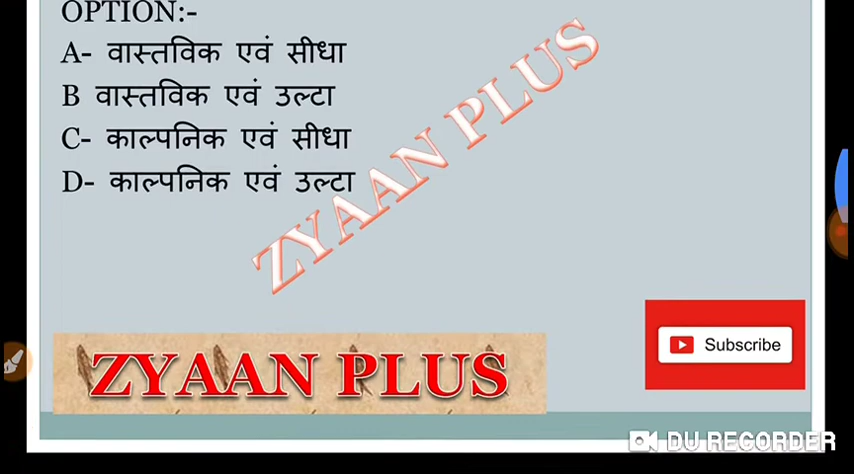 OPTION:-
A- वास्तविक एवं सीधा
B वास्तविक एवं उल्टा
C- काल्पनिक एवं सीधा
D- काल्पनिक एवं उल्टा
ZYAAN PLUS
ZYAAN PLUS
Subscribe
DU RECORDER